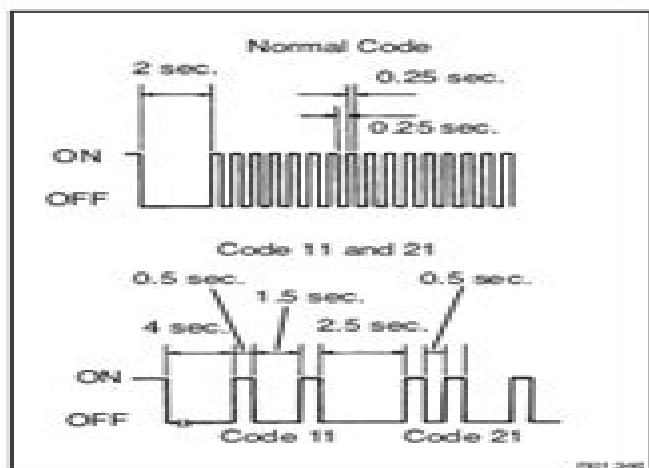 Normal Code
2 sec.
0.25 sec.
0.25 sec.
ON
OFF
Code 11 and 21
0.5 sec.
0.5 sec.
1.5 sec.
4 sec.
2.5 sec.
ON
OFF
Code 11
Code 21